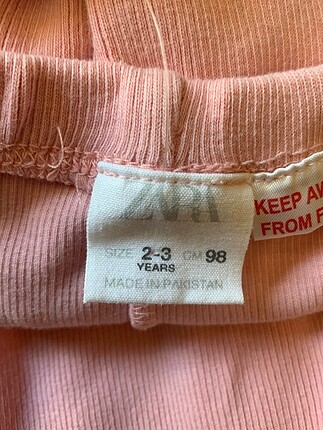 ZARA
SIZE 2-3 CM 98
YEARS
MADE IN PAKISTAN
KEEP AW
FROM F